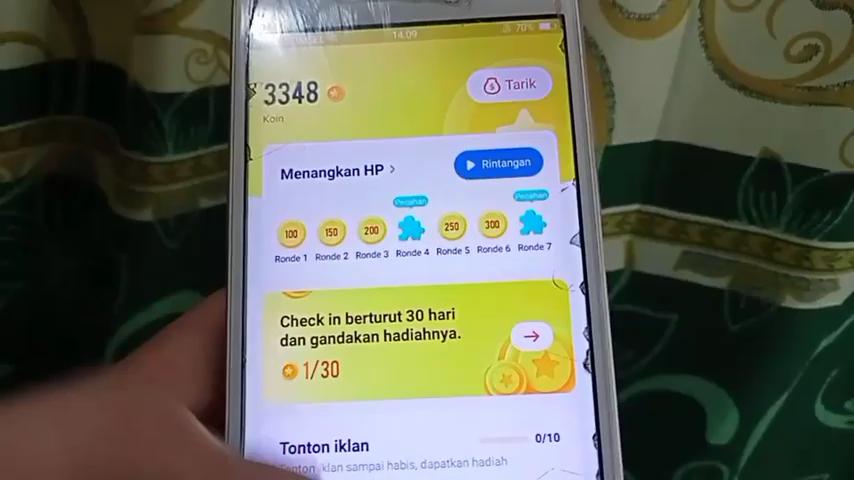 14.09
70%
3348
Tarik
Koin
Menangkan HP >
Rintangan
Pecahan
Pecahan
100
150
200
250
300
Ronde 1
Ronde 2
Ronde 3
Ronde 4
Ronde 5
Ronde 6
Ronde 7
Check in berturut 30 hari
dan gandakan hadiahnya.
1/30
Tonton iklan
0/10
Tonton iklan sampai habis, dapatkan hadiah